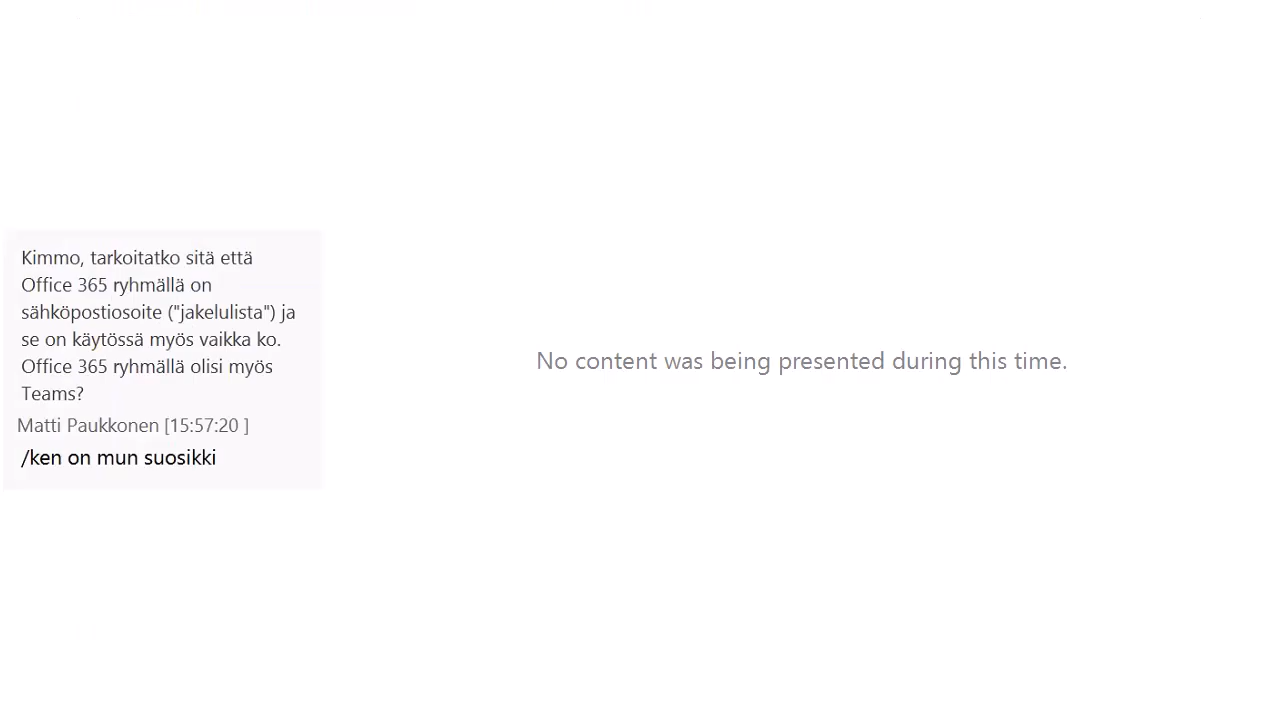 Kimmo, tarkoitatko sitä että
Office 365 ryhmällä on
sähköpostiosoite ("jakelulista") ja
se on käytössä myös vaikka ko.
Office 365 ryhmällä olisi myös
Teams?
Matti Paukkonen [15:57:20 ]
/ken on mun suosikki
No content was being presented during this time.